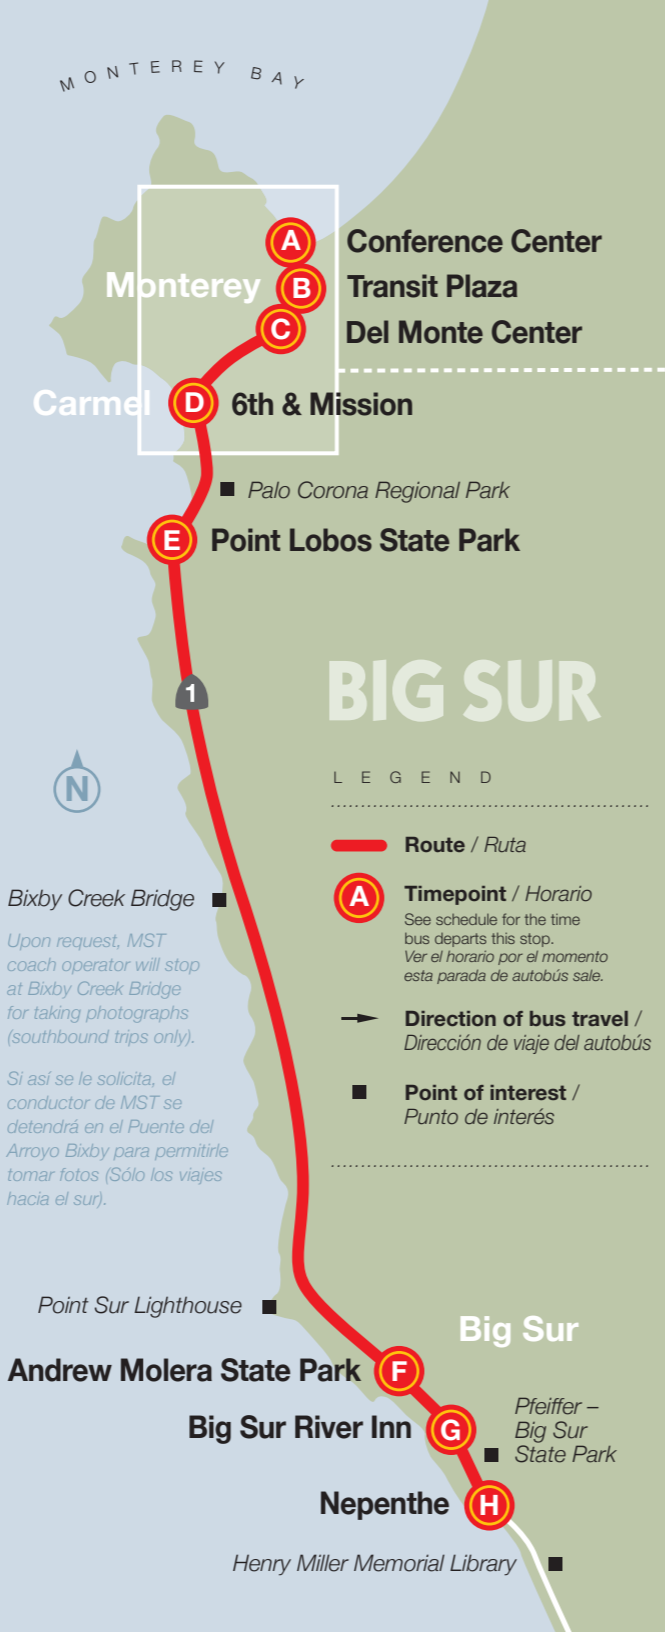 MONTEREY BAY
A Conference Center
Monterey B Transit Plaza
C Del Monte Center
Carmel D 6th & Mission
Palo Corona Regional Park
E Point Lobos State Park
BIG SUR
1
LEGEND
N
Route / Ruta
A Timepoint / Horario
See schedule for the time
bus departs this stop.
Ver el horario por el momento
esta parada de autobús sale.
Direction of bus travel /
Dirección de viaje del autobús
Point of interest /
Punto de interés
Bixby Creek Bridge
Upon request, MST
coach operator will stop
at Bixby Creek Bridge
for taking photographs
(southbound trips only).
Si así se le solicita, el
conductor de MST se
detendrá en el Puente del
Arroyo Bixby para permitirle
tomar fotos (Sólo los viajes
hacia el sur).
Point Sur Lighthouse
Big Sur
Andrew Molera State Park F
Big Sur River Inn G
Pfeiffer –
Big Sur
State Park
Nepenthe H
Henry Miller Memorial Library